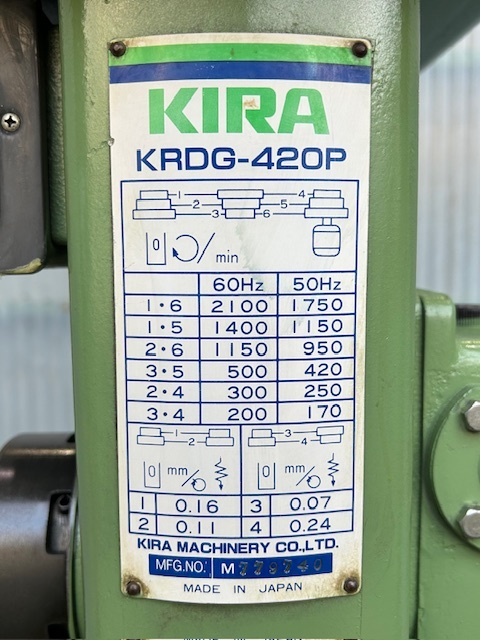 KIRA
KRDG-420P
1 4
2 5
3 6
0 /min
60Hz 50Hz
1・6 2100 1750
1・5 1400 1150
2・6 1150 950
3・5 500 420
2・4 300 250
3・4 200 170
1 3
2 4
0 mm/ 0 mm/
1 0.16 3 0.07
2 0.11 4 0.24
KIRA MACHINERY CO.,LTD.
MFG.NO. M 779740
MADE IN JAPAN